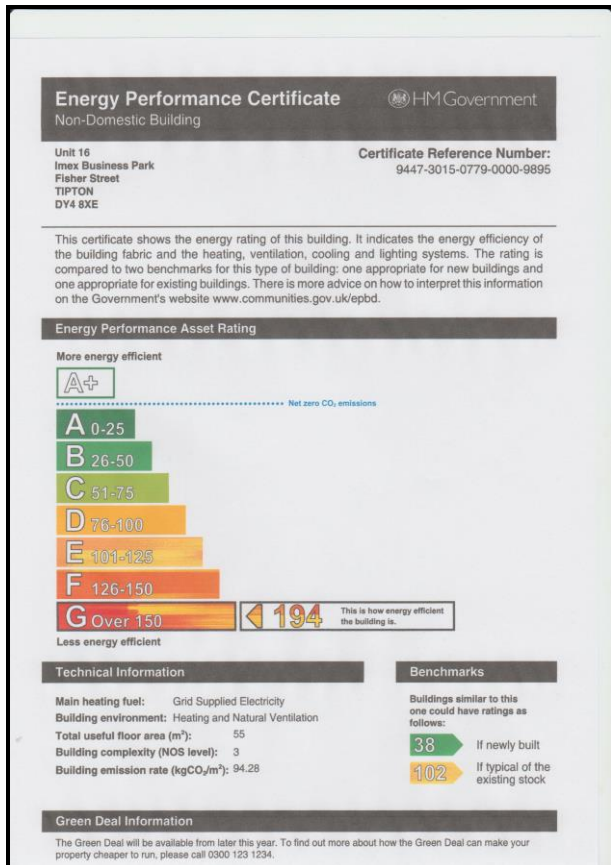 Energy Performance Certificate
HM Government
Non-Domestic Building
Unit 16
Imex Business Park
Fisher Street
TIPTON
DY4 8XE
Certificate Reference Number:
9447-3015-0779-0000-9895
This certificate shows the energy rating of this building. It indicates the energy efficiency of
the building fabric and the heating, ventilation, cooling and lighting systems. The rating is
compared to two benchmarks for this type of building: one appropriate for new buildings and
one appropriate for existing buildings. There is more advice on how to interpret this information
on the Government's website www.communities.gov.uk/epbd.
Energy Performance Asset Rating
More energy efficient
A+
Net zero CO₂ emissions
A 0-25
B 26-50
C 51-75
D 76-100
E 101-125
F 126-150
G Over 150
194
This is how energy efficient
the building is.
Less energy efficient
Technical Information
Main heating fuel: Grid Supplied Electricity
Building environment: Heating and Natural Ventilation
Total useful floor area (m²): 55
Building complexity (NOS level): 3
Building emission rate (kgCO₂/m²): 94.28
Benchmarks
Buildings similar to this
one could have ratings as
follows:
38 If newly built
102 If typical of the
existing stock
Green Deal Information
The Green Deal will be available from later this year. To find out more about how the Green Deal can make your
property cheaper to run, please call 0300 123 1234.